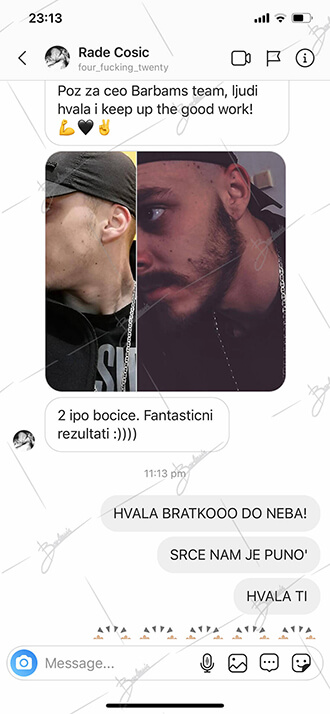 23:13
Rade Cosic
four_fucking_twenty
Poz za ceo Barbams team, ljudi
hvala i keep up the good work!
💪🖤✌️
2 ipo bocice. Fantasticni
rezultati :))))
11:13 pm
HVALA BRATKOOO DO NEBA!
SRCE NAM JE PUNO'
HVALA TI
Message...